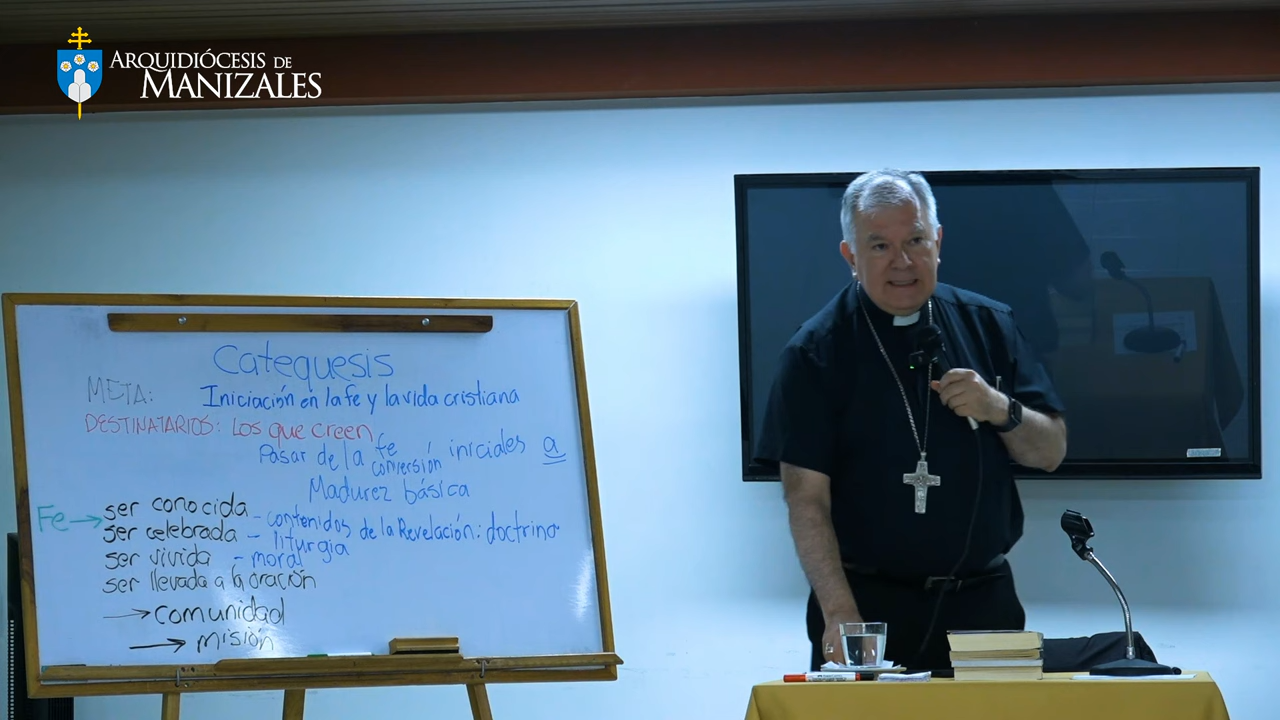 ARQUIDIÓCESIS DE
MANIZALES
Catequesis
META: Iniciación en la fe y la vida cristiana
DESTINATARIOS: Los que creen
Pasar de la fe conversión iniciales a
Madurez básica
Fe → ser conocida - contenidos de la Revelación: doctrina
ser celebrada - liturgia
ser vivida - moral
ser llevada a la oración
→ comunidad
→ misión